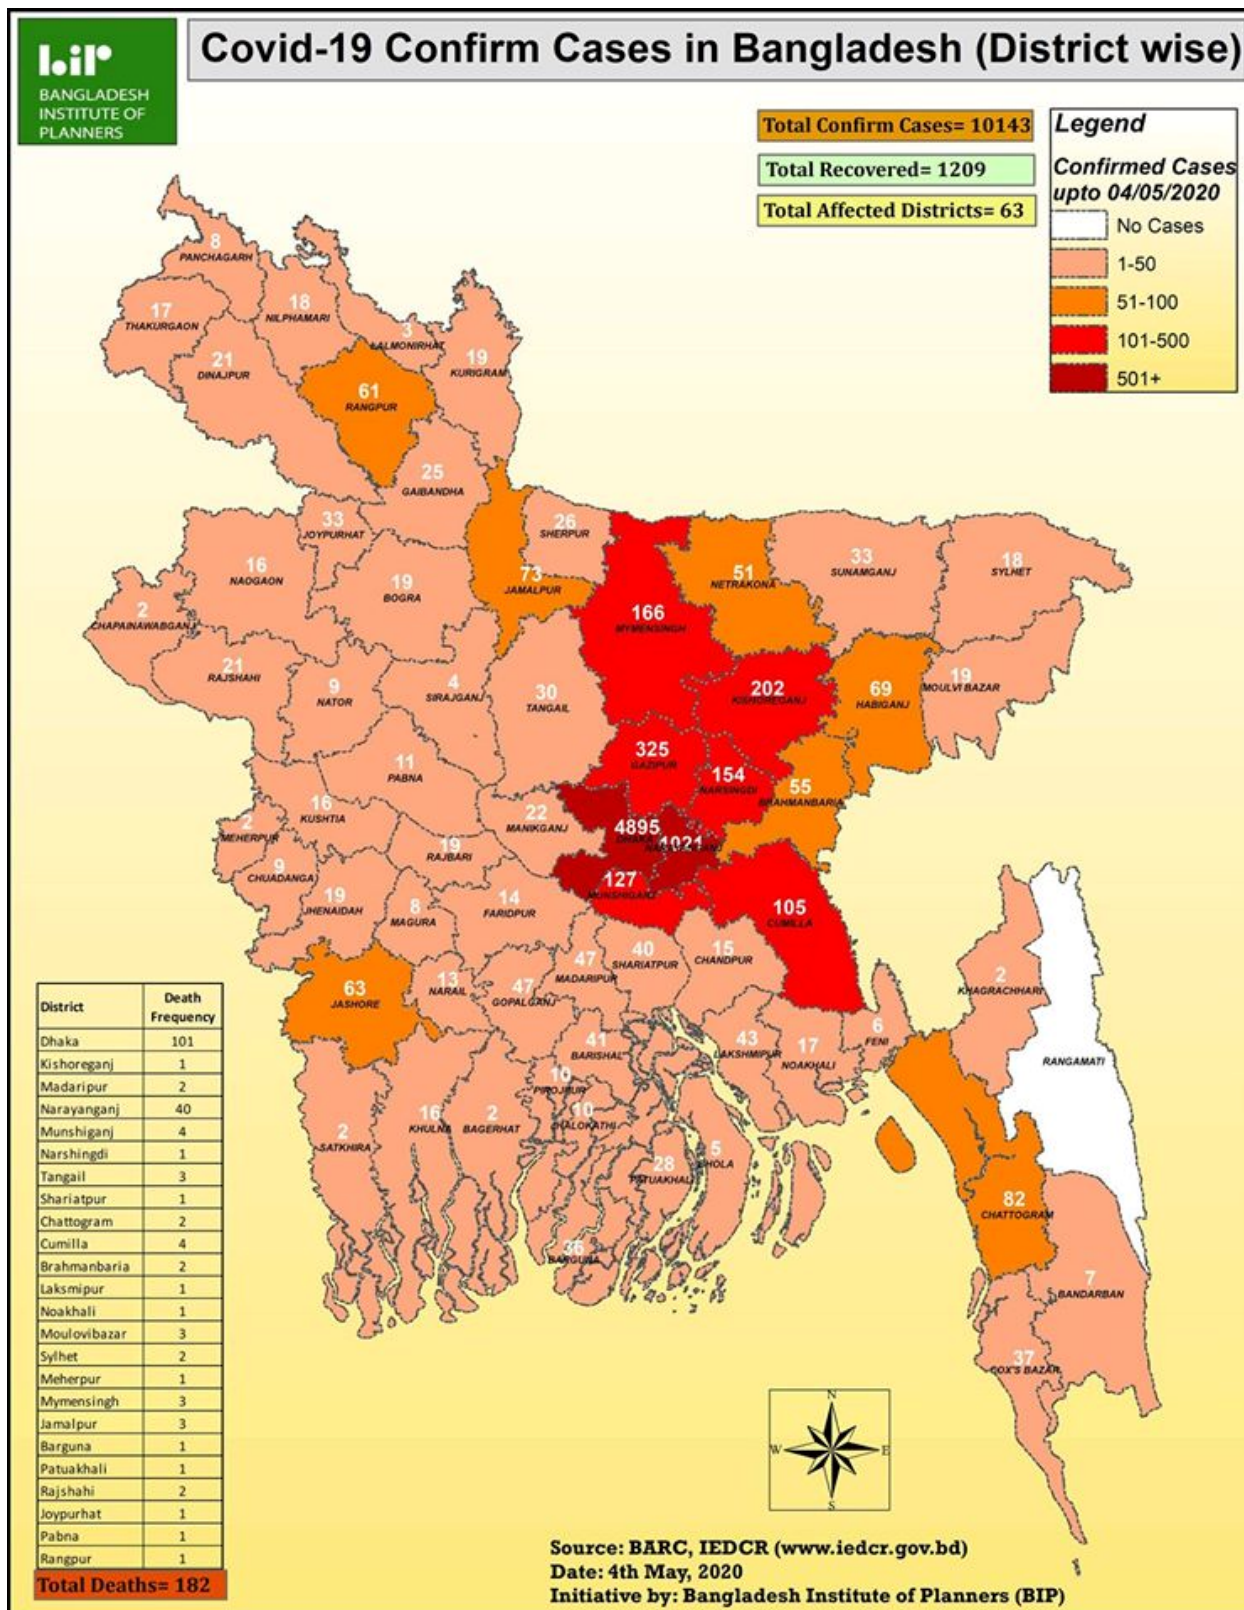 bip
BANGLADESH
INSTITUTE OF
PLANNERS
Covid-19 Confirm Cases in Bangladesh (District wise)
Total Confirm Cases= 10143
Total Recovered= 1209
Total Affected Districts= 63
Legend
Confirmed Cases
upto 04/05/2020
No Cases
1-50
51-100
101-500
501+
8
PANCHAGARH
17
THAKURGAON
18
NILPHAMARI
3
LALMONIRHAT
21
DINAJPUR
19
KURIGRAM
61
RANGPUR
25
GAIBANDHA
33
JOYPURHAT
26
SHERPUR
16
NAOGAON
19
BOGRA
73
JAMALPUR
51
NETRAKONA
33
SUNAMGANJ
18
SYLHET
2
CHAPAINAWABGANJ
166
MYMENSINGH
21
RAJSHAHI
9
NATOR
4
SIRAJGANJ
30
TANGAIL
202
KISHOREGANJ
69
HABIGANJ
19
MOULVI BAZAR
11
PABNA
325
GAZIPUR
154
NARSINGDI
55
BRAHMANBARIA
16
KUSHTIA
2
MEHERPUR
22
MANIKGANJ
4895
DHAKA
1021
19
RAJBARI
9
CHUADANGA
127
MUNSHIGANJ
19
JHENAIDAH
8
MAGURA
14
FARIDPUR
105
CUMILLA
63
JASHORE
13
NARAIL
47
GOPALGANJ
47
MADARIPUR
40
SHARIATPUR
15
CHANDPUR
2
KHAGRACHHARI
41
BARISHAL
43
LAKSHMIPUR
17
NOAKHALI
6
FENI
RANGAMATI
10
PIROJPUR
10
JHALOKATHI
2
SATKHIRA
16
KHULNA
2
BAGERHAT
28
PATUAKHALI
5
BHOLA
36
BARGUNA
82
CHATTOGRAM
7
BANDARBAN
37
COX'S BAZAR
District Death Frequency
Dhaka 101
Kishoreganj 1
Madaripur 2
Narayanganj 40
Munshiganj 4
Narshingdi 1
Tangail 3
Shariatpur 1
Chattogram 2
Cumilla 4
Brahmanbaria 2
Laksmipur 1
Noakhali 1
Moulovibazar 3
Sylhet 2
Meherpur 1
Mymensingh 3
Jamalpur 3
Barguna 1
Patuakhali 1
Rajshahi 2
Joypurhat 1
Pabna 1
Rangpur 1
Total Deaths= 182
N
W E
S
Source: BARC, IEDCR (www.iedcr.gov.bd)
Date: 4th May, 2020
Initiative by: Bangladesh Institute of Planners (BIP)